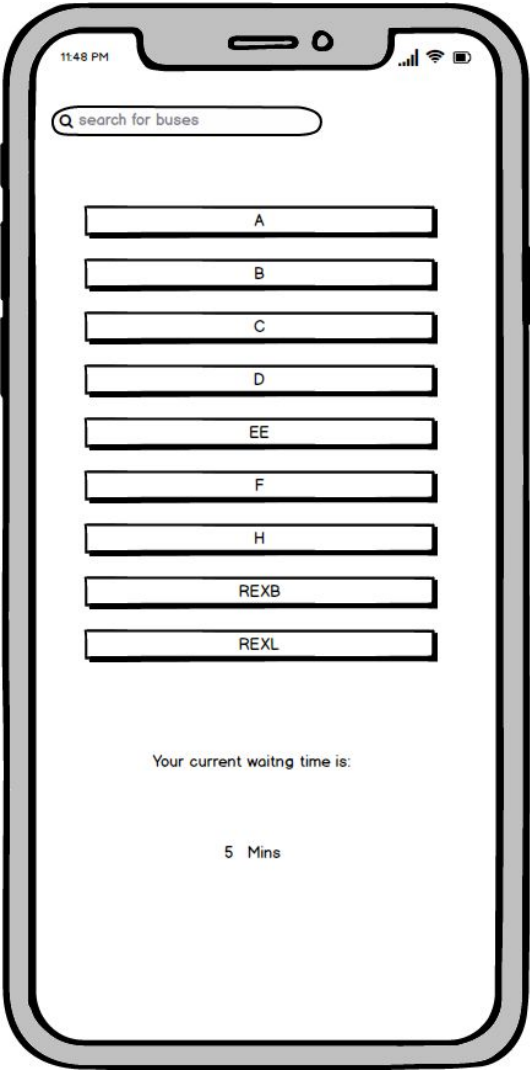 11:48 PM
search for buses
A
B
C
D
EE
F
H
REXB
REXL
Your current waitng time is:
5 Mins